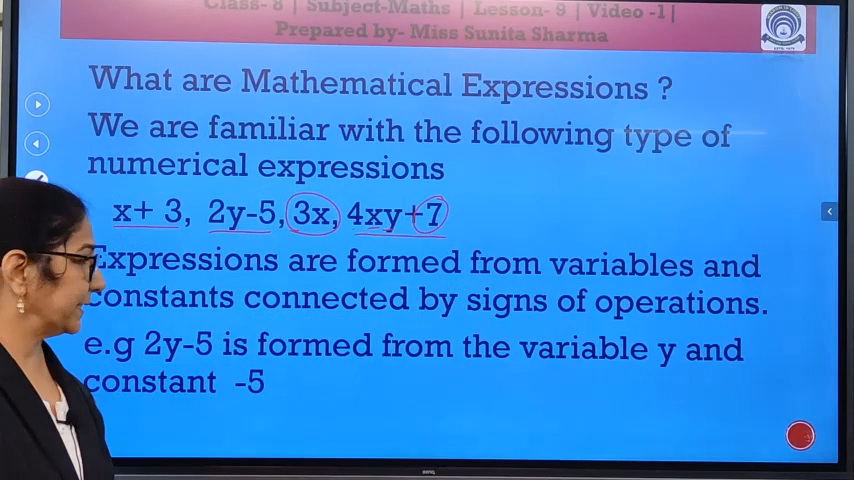 Class- 8 | Subject-Maths | Lesson- 9 | Video -1|
Prepared by- Miss Sunita Sharma
What are Mathematical Expressions ?
We are familiar with the following type of
numerical expressions
x+ 3, 2y-5, 3x, 4xy+7
Expressions are formed from variables and
constants connected by signs of operations.
e.g 2y-5 is formed from the variable y and
constant -5